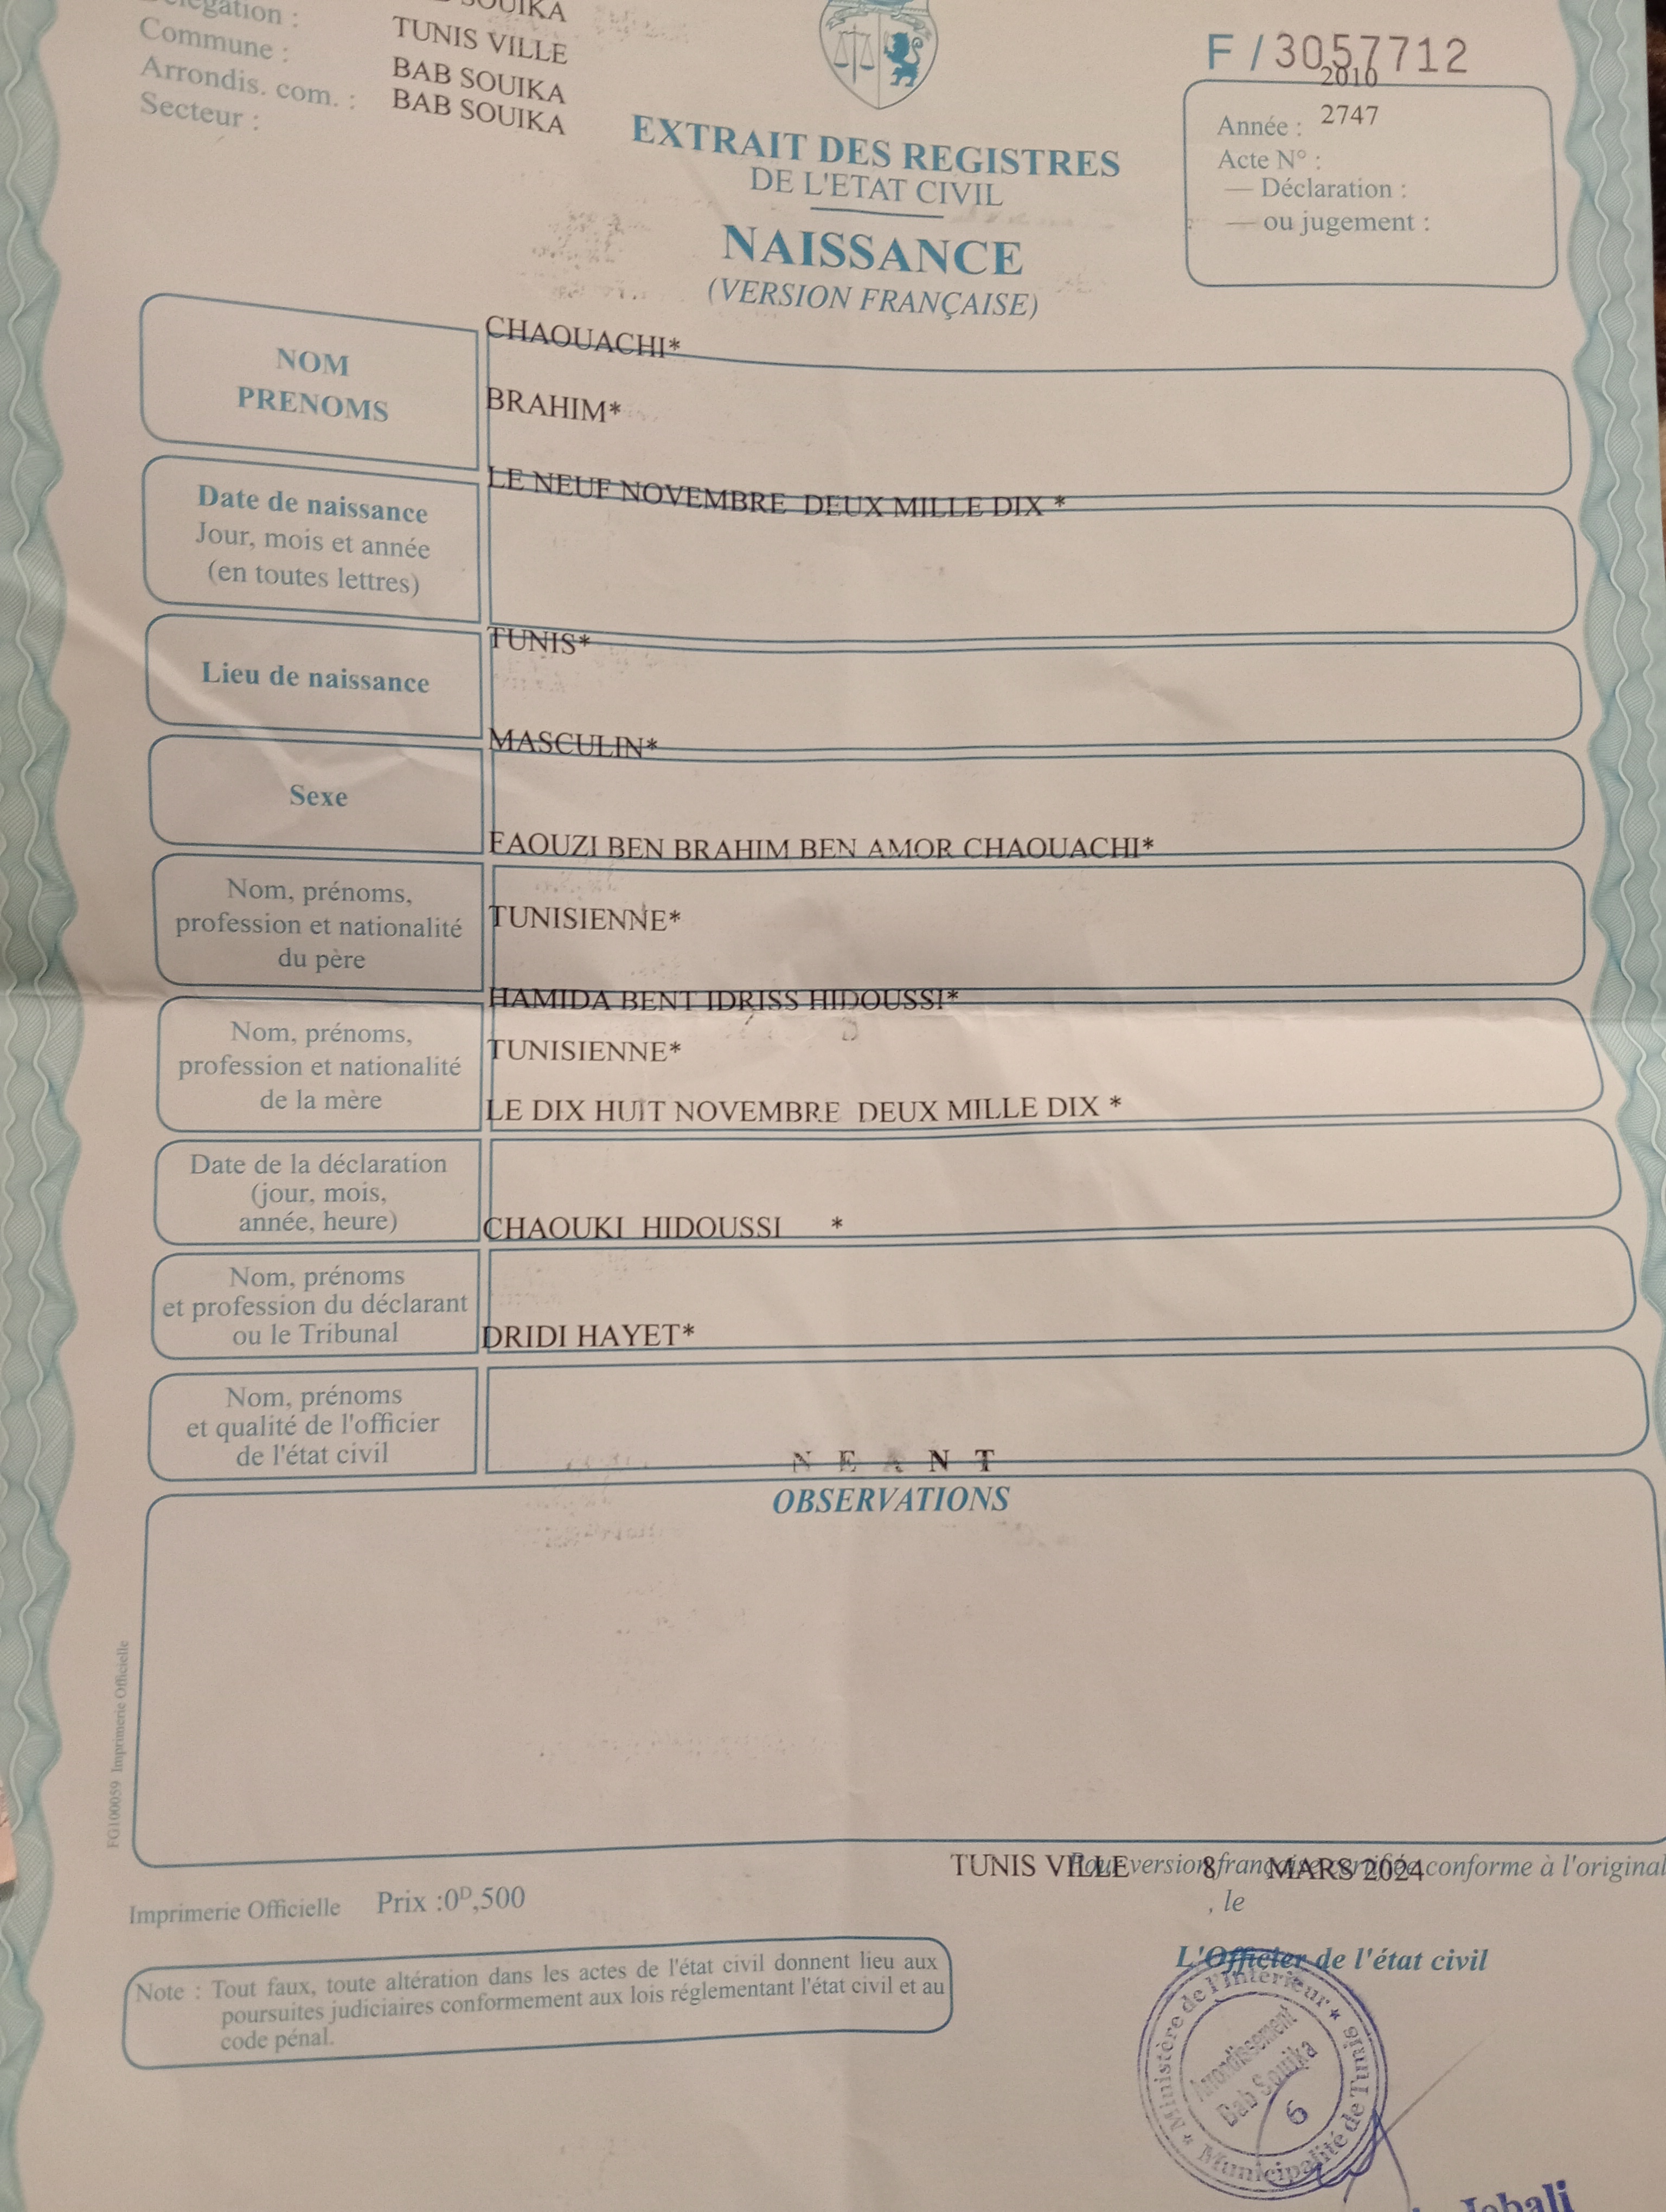 SOUIKA
Délégation :
TUNIS VILLE
Commune :
BAB SOUIKA
Arrondis. com. :
BAB SOUIKA
Secteur :
F / 3057712
2010
Année : 2747
Acte N° :
— Déclaration :
— ou jugement :
EXTRAIT DES REGISTRES
DE L'ETAT CIVIL
NAISSANCE
(VERSION FRANÇAISE)
NOM
PRENOMS
CHAOUACHI*
BRAHIM*
Date de naissance
Jour, mois et année
(en toutes lettres)
LE NEUF NOVEMBRE DEUX MILLE DIX *
Lieu de naissance
TUNIS*
Sexe
MASCULIN*
Nom, prénoms,
profession et nationalité
du père
FAOUZI BEN BRAHIM BEN AMOR CHAOUACHI*
TUNISIENNE*
Nom, prénoms,
profession et nationalité
de la mère
HAMIDA BENT IDRISS HIDOUSSI*
TUNISIENNE*
Date de la déclaration
(jour, mois,
année, heure)
LE DIX HUIT NOVEMBRE DEUX MILLE DIX *
Nom, prénoms
et profession du déclarant
ou le Tribunal
CHAOUKI HIDOUSSI *
Nom, prénoms
et qualité de l'officier
de l'état civil
DRIDI HAYET*
N E A N T
OBSERVATIONS
FG100059 Imprimerie Officielle
TUNIS VILLE 8 MARS 2024
Pour version française certifiée conforme à l'original
, le
Imprimerie Officielle Prix :0ᴰ,500
L'Officier de l'état civil
Note : Tout faux, toute altération dans les actes de l'état civil donnent lieu aux
poursuites judiciaires conformement aux lois réglementant l'état civil et au
code pénal.
* Ministère de l'Intérieur * Municipalité de Tunis
Arrondissement
Bab Souika
6
Jebali